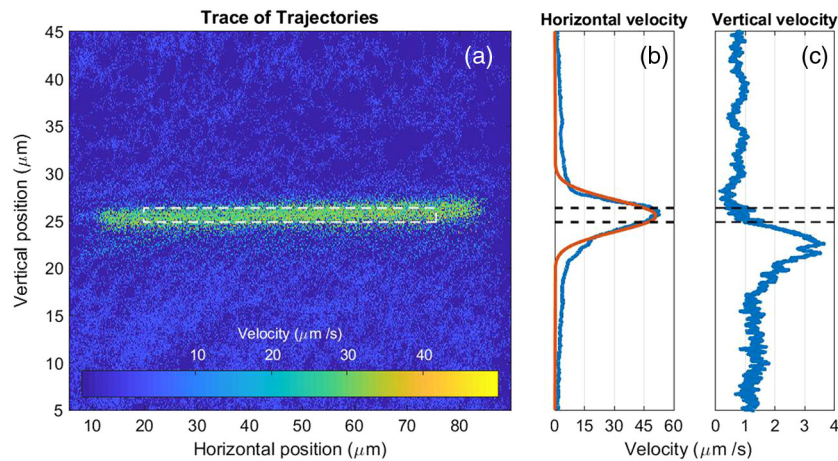 Trace of Trajectories
Horizontal velocity
Vertical velocity
(a)
(b)
(c)
Vertical position (μm)
45
40
35
30
25
20
15
10
5
Velocity (μm /s)
10 20 30 40
10 20 30 40 50 60 70 80
Horizontal position (μm)
0 15 30 45 60
0 1 2 3 4
Velocity (μm /s)